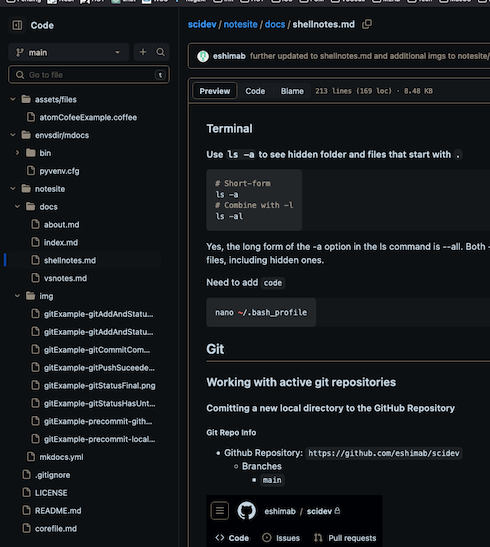 Code
main
Go to file
t
assets/files
atomCofeeExample.coffee
envsdir/mdocs
bin
pyvenv.cfg
notesite
docs
about.md
index.md
shellnotes.md
vsnotes.md
img
gitExample-gitAddAndStatu...
gitExample-gitAddAndStatu...
gitExample-gitCommitCom...
gitExample-gitPushSuceede...
gitExample-gitStatusFinal.png
gitExample-gitStatusHasUnt...
gitExample-precommit-gith...
gitExample-precommit-local...
mkdocs.yml
.gitignore
LICENSE
README.md
corefile.md
scidev / notesite / docs / shellnotes.md
eshimab further updated to shellnotes.md and additional imgs to notesite/
Preview Code Blame 213 lines (169 loc) · 8.48 KB
Terminal
Use ls -a to see hidden folder and files that start with .
# Short-form
ls -a
# Combine with -l
ls -al
Yes, the long form of the -a option in the ls command is --all. Both -
files, including hidden ones.
Need to add code
nano ~/.bash_profile
Git
Working with active git repositories
Comitting a new local directory to the GitHub Repository
Git Repo Info
Github Repository: https://github.com/eshimab/scidev
Branches
main
eshimab / scidev
Code Issues Pull requests